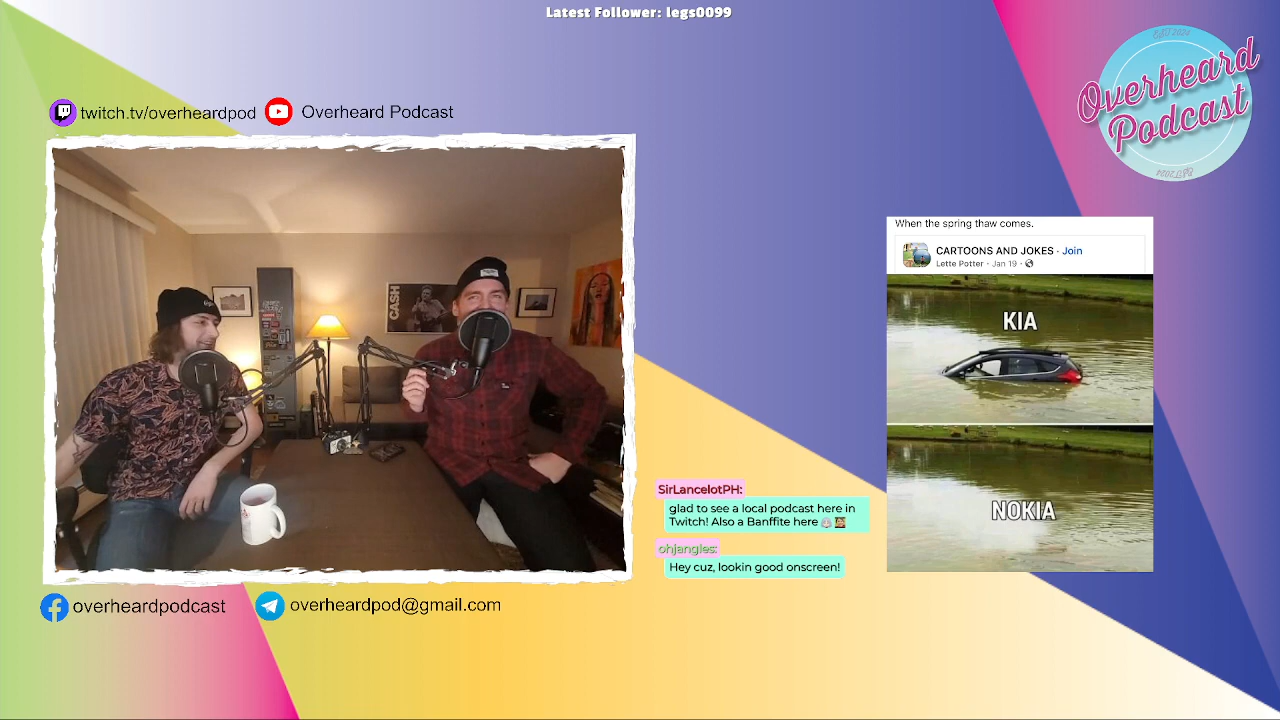 Latest Follower: legs0099
Overheard
Podcast
twitch.tv/overheardpod
Overheard Podcast
When the spring thaw comes.
CARTOONS AND JOKES · Join
Lette Potter · Jan 19 ·
KIA
CASH
SirLancelotPH:
glad to see a local podcast here in
Twitch! Also a Banffite here
ohjangles:
Hey cuz, lookin good onscreen!
NOKIA
overheardpodcast
overheardpod@gmail.com